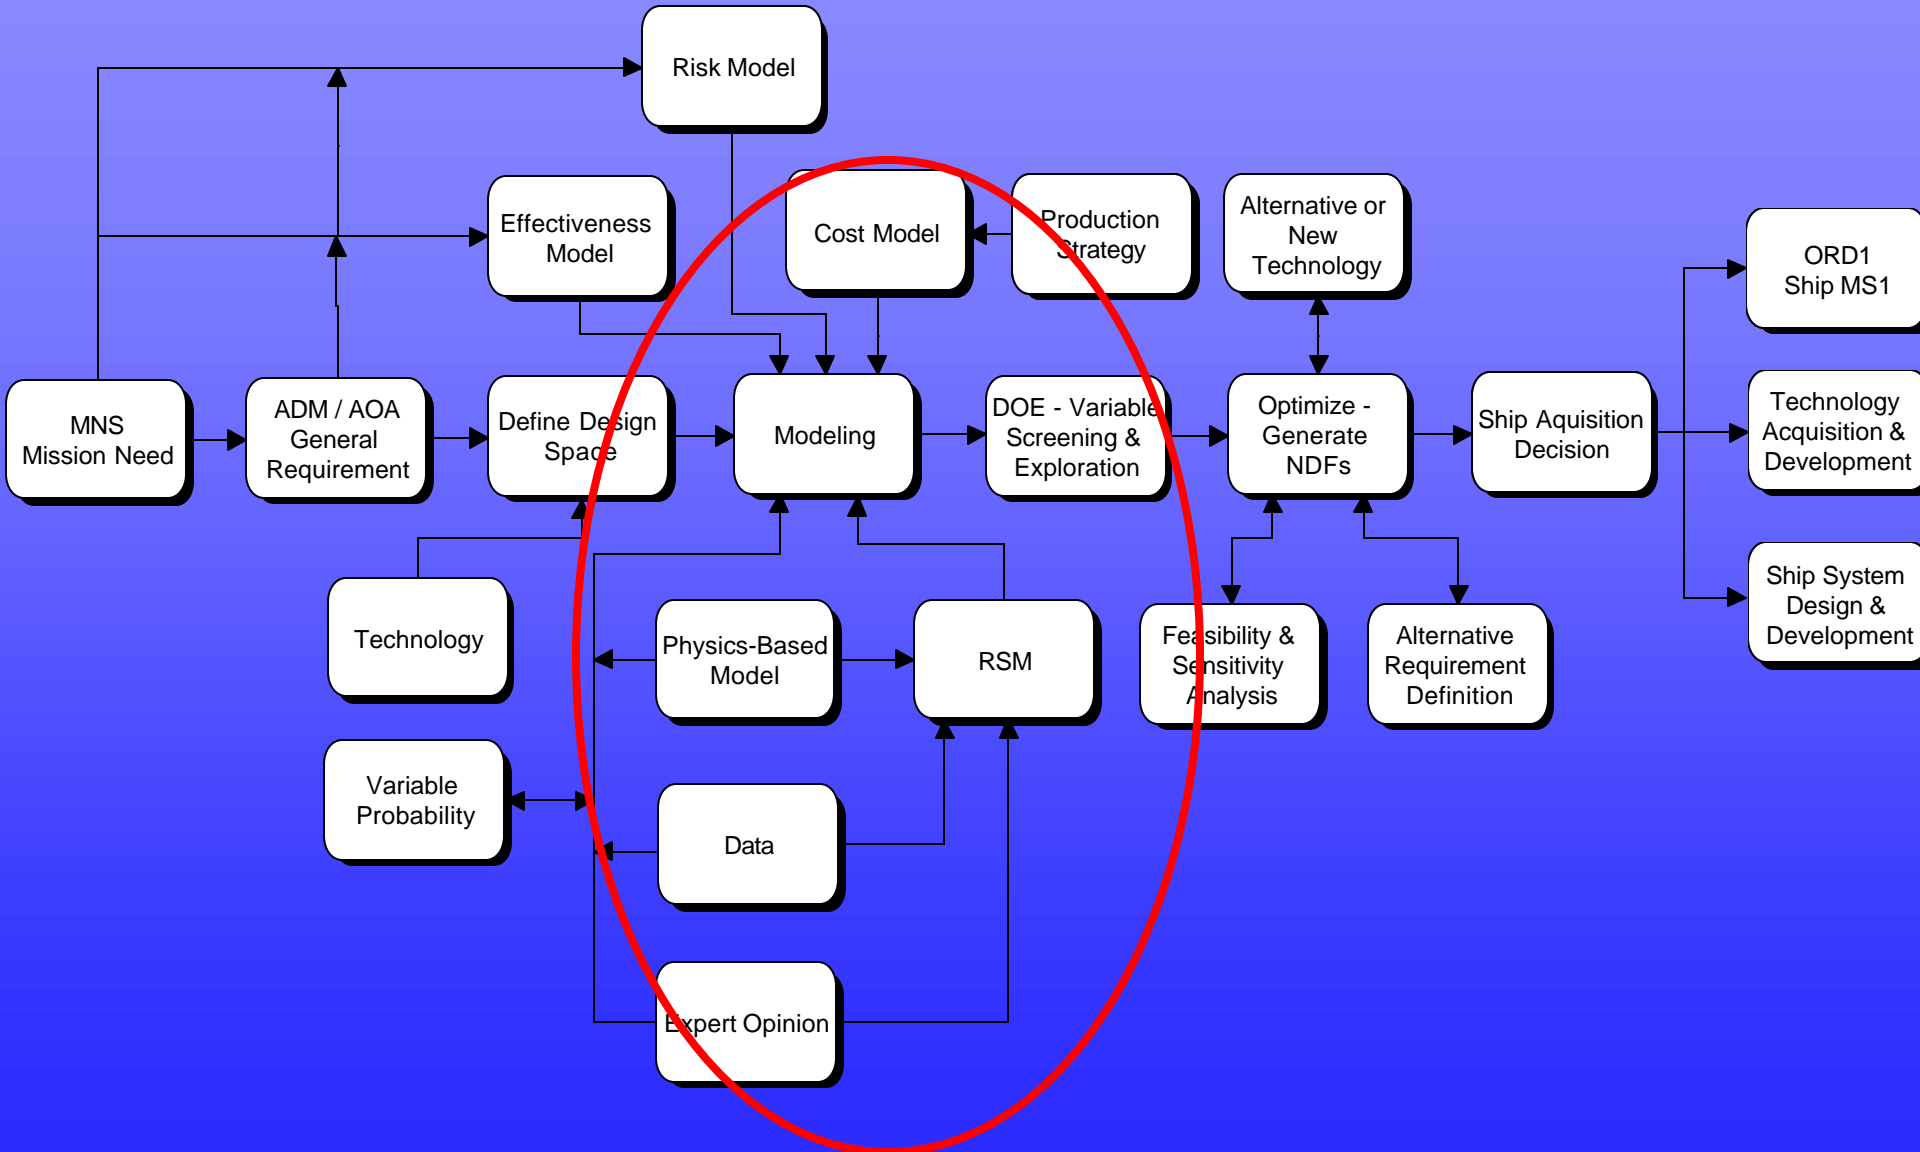 Risk Model
Effectiveness
Model
Cost Model
Production
Strategy
Alternative or
New
Technology
ORD1
Ship MS1
MNS
Mission Need
ADM / AOA
General
Requirement
Define Design
Space
Modeling
DOE - Variable
Screening &
Exploration
Optimize -
Generate
NDFs
Ship Aquisition
Decision
Technology
Acquisition &
Development
Technology
Physics-Based
Model
RSM
Feasibility &
Sensitivity
Analysis
Alternative
Requirement
Definition
Ship System
Design &
Development
Variable
Probability
Data
Expert Opinion